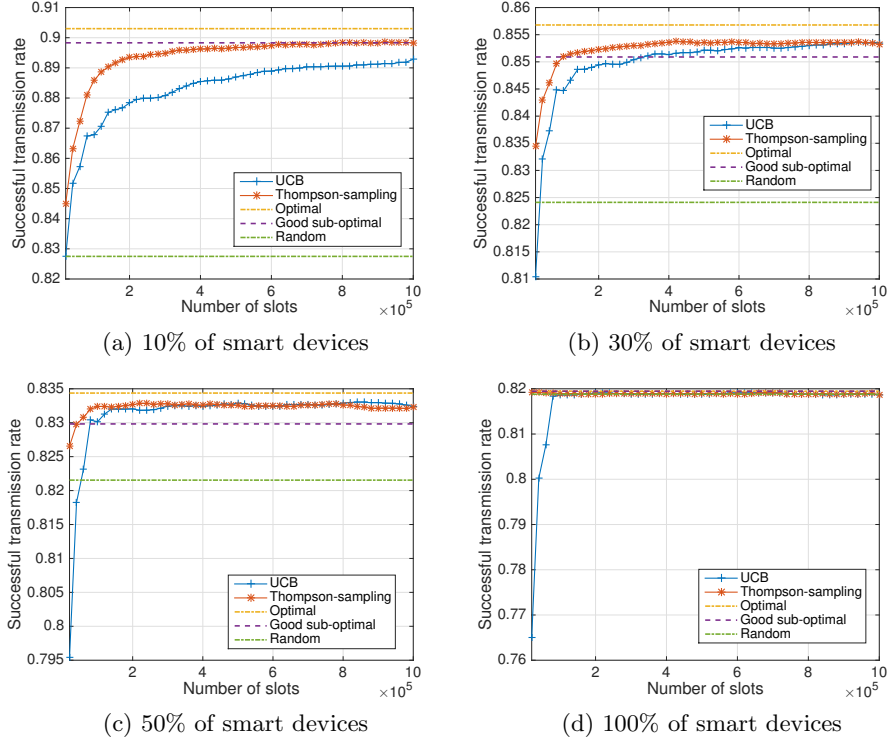 0.91
0.9
0.89
0.88
0.87
0.86
0.85
0.84
0.83
0.82
Successful transmission rate
UCB
Thompson-sampling
Optimal
Good sub-optimal
Random
2 4 6 8 10
Number of slots
×10^5
(a) 10% of smart devices
0.86
0.855
0.85
0.845
0.84
0.835
0.83
0.825
0.82
0.815
0.81
Successful transmission rate
UCB
Thompson-sampling
Optimal
Good sub-optimal
Random
2 4 6 8 10
Number of slots
×10^5
(b) 30% of smart devices
0.835
0.83
0.825
0.82
0.815
0.81
0.805
0.8
0.795
Successful transmission rate
UCB
Thompson-sampling
Optimal
Good sub-optimal
Random
2 4 6 8 10
Number of slots
×10^5
(c) 50% of smart devices
0.82
0.81
0.8
0.79
0.78
0.77
0.76
Successful transmission rate
UCB
Thompson-sampling
Optimal
Good sub-optimal
Random
2 4 6 8 10
Number of slots
×10^5
(d) 100% of smart devices